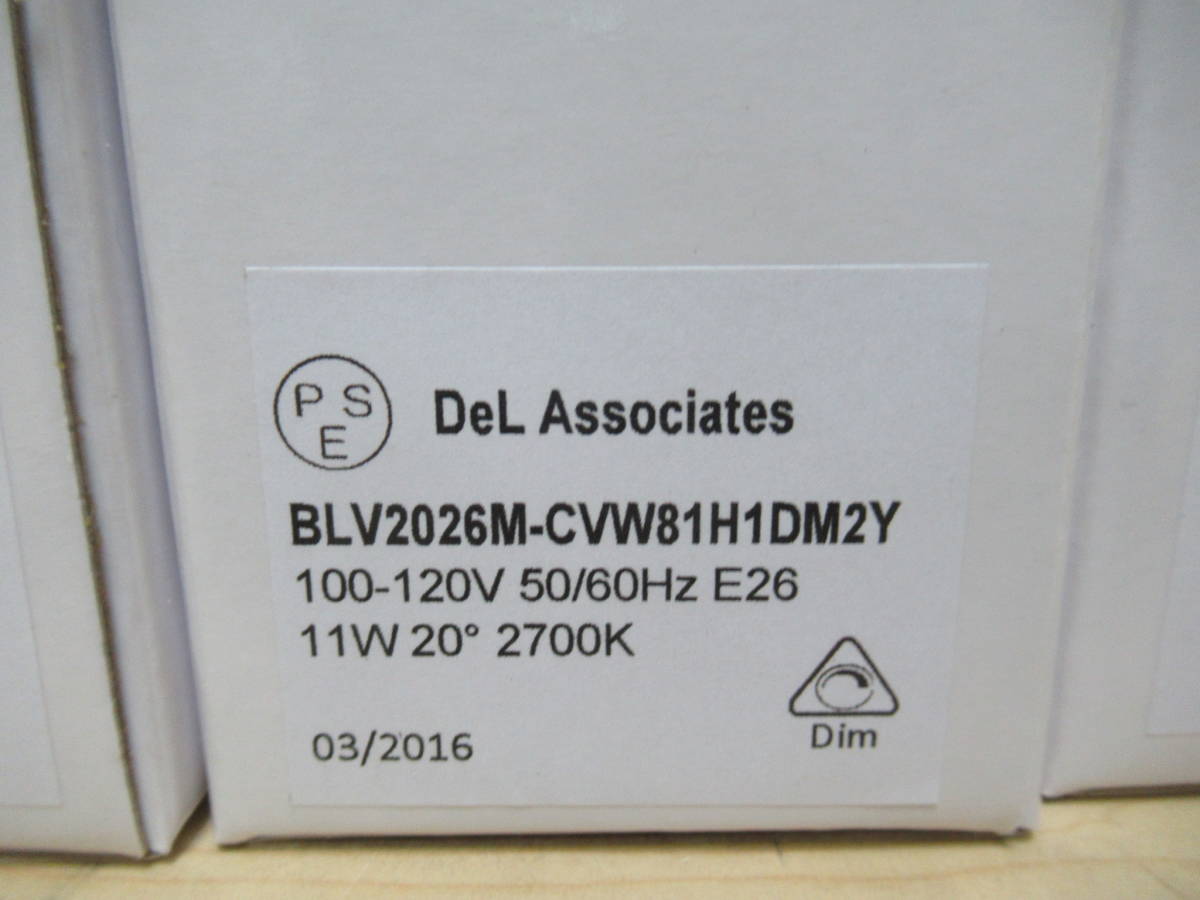 PSE
DeL Associates
BLV2026M-CVW81H1DM2Y
100-120V 50/60Hz E26
11W 20° 2700K
Dim
03/2016